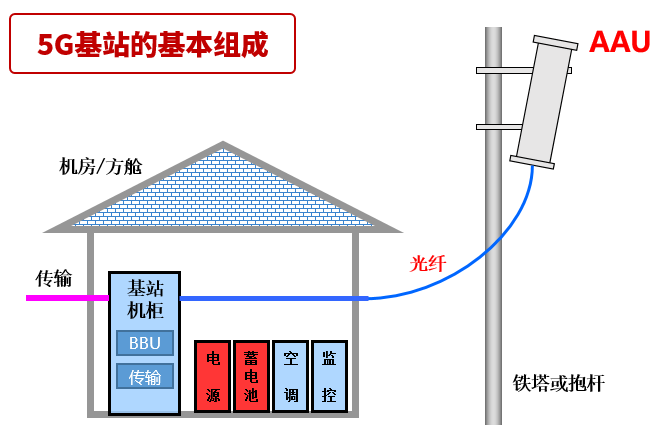 5G基站的基本组成
AAU
机房/方舱
光纤
传输
基站
机柜
BBU
传输
电源
蓄电池
空调
监控
铁塔或抱杆